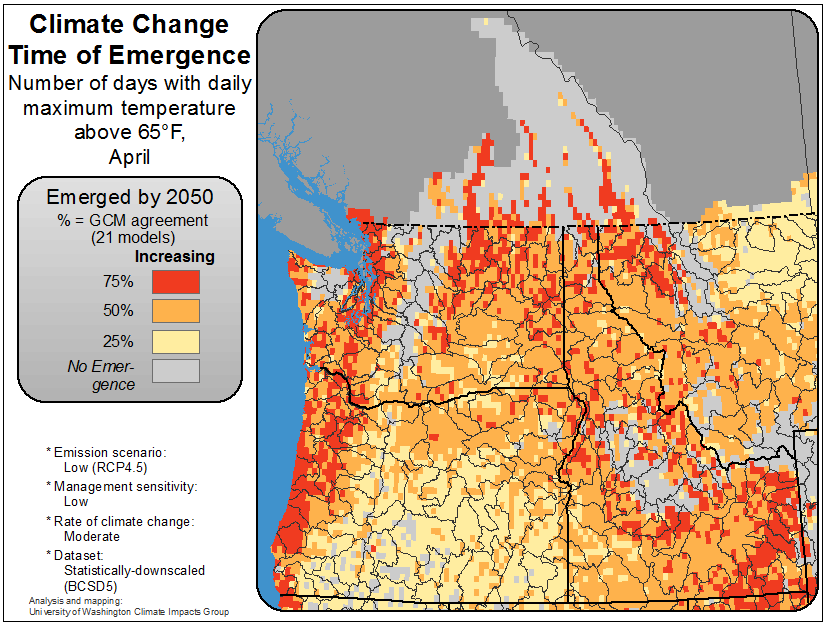 Climate Change
Time of Emergence
Number of days with daily
maximum temperature
above 65°F,
April
Emerged by 2050
% = GCM agreement
(21 models)
Increasing
75%
50%
25%
No Emer-
gence
* Emission scenario:
Low (RCP4.5)
* Management sensitivity:
Low
* Rate of climate change:
Moderate
* Dataset:
Statistically-downscaled
(BCSD5)
Analysis and mapping:
University of Washington Climate Impacts Group